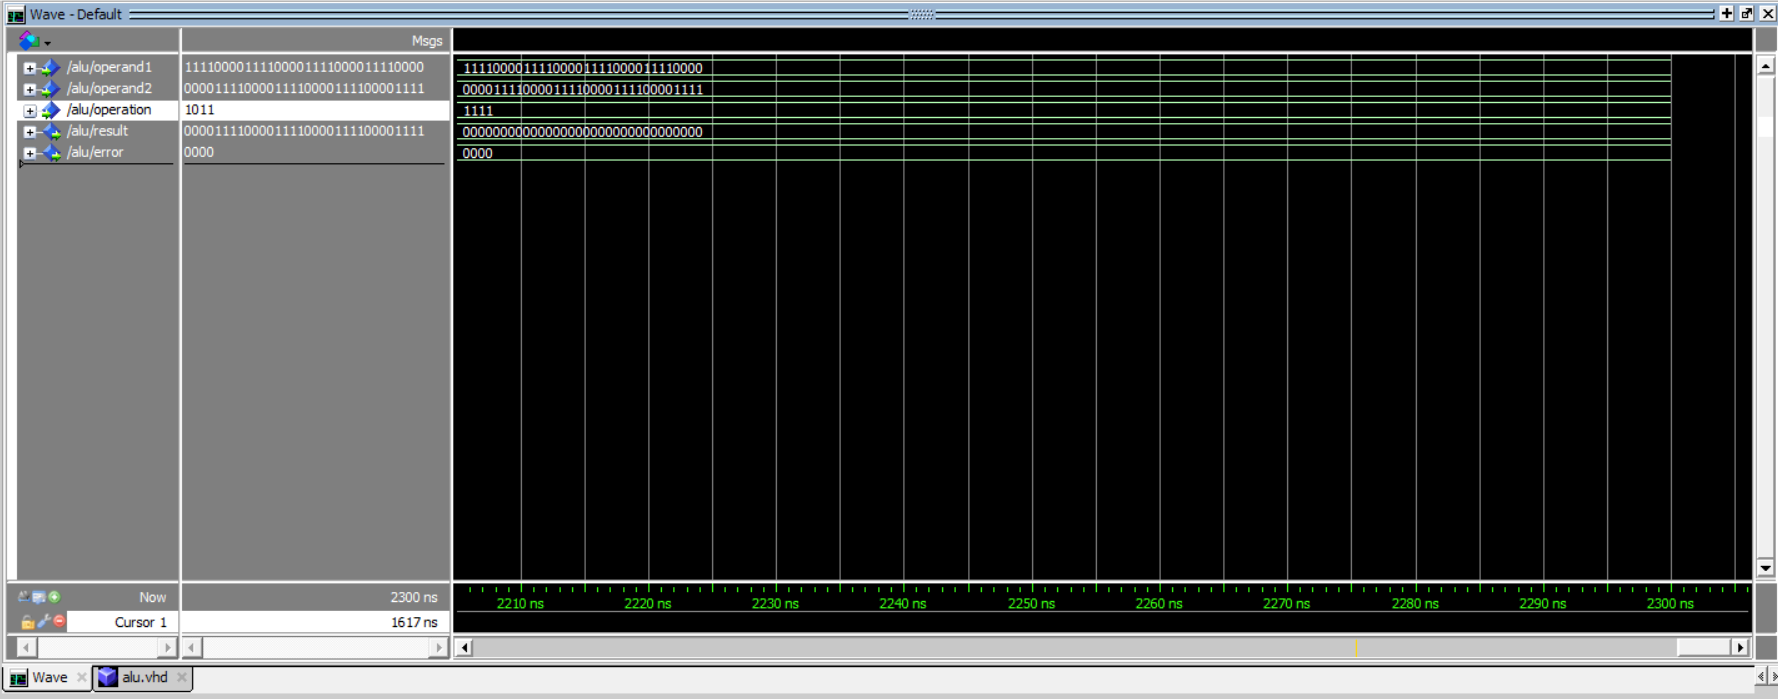 Wave - Default
Msgs
/alu/operand1 11110000111100001111000011110000 11110000111100001111000011110000
/alu/operand2 00001111000011110000111100001111 00001111000011110000111100001111
/alu/operation 1011 1111
/alu/result 00001111000011110000111100001111 00000000000000000000000000000000
/alu/error 0000 0000
Now 2300 ns
2210 ns 2220 ns 2230 ns 2240 ns 2250 ns 2260 ns 2270 ns 2280 ns 2290 ns 2300 ns
Cursor 1 1617 ns
Wave alu.vhd